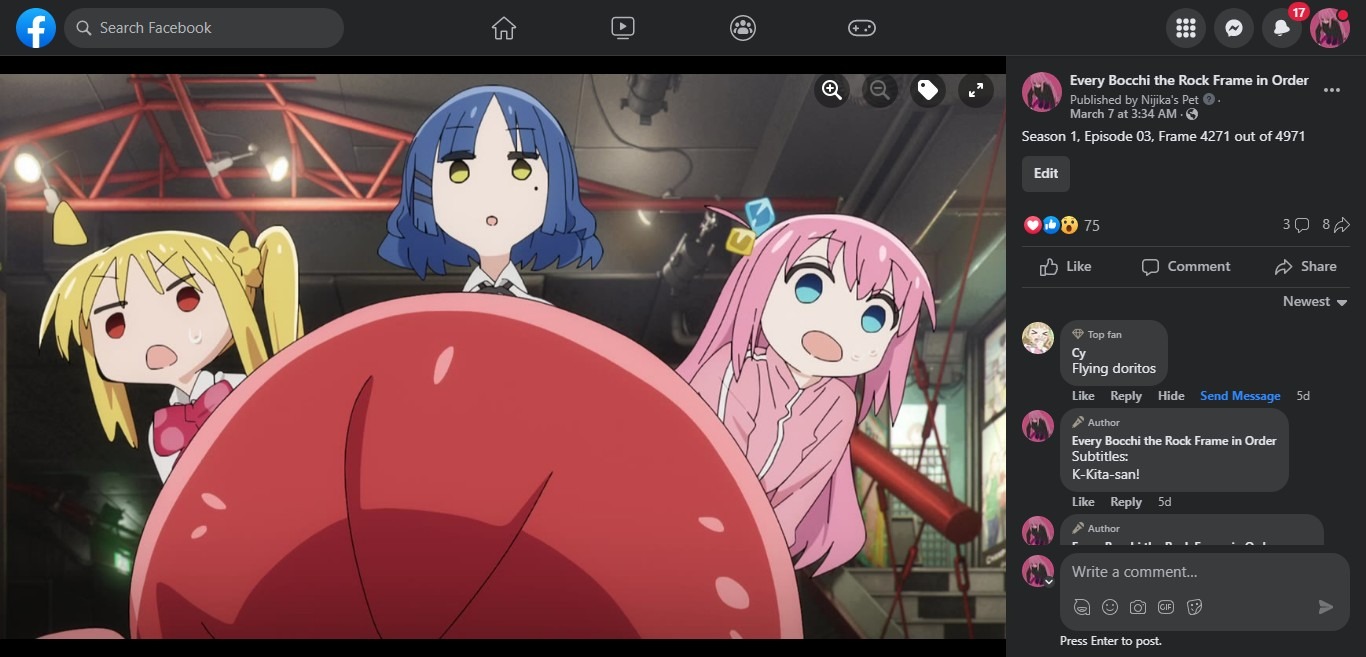 Search Facebook
17
Every Bocchi the Rock Frame in Order
Published by Nijika's Pet ·
March 7 at 3:34 AM ·
Season 1, Episode 03, Frame 4271 out of 4971
Edit
75
3
8
Like
Comment
Share
Newest
Top fan
Cy
Flying doritos
Like Reply Hide Send Message 5d
Author
Every Bocchi the Rock Frame in Order
Subtitles:
K-Kita-san!
Like Reply 5d
Author
Write a comment...
GIF
Press Enter to post.